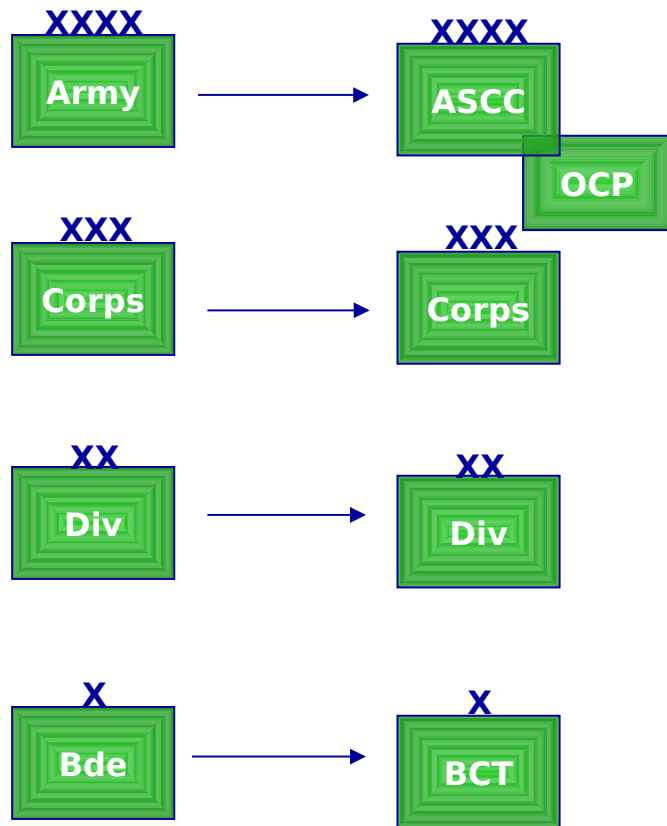 XXXX
Army
XXXX
ASCC
OCP
XXX
Corps
XXX
Corps
XX
Div
XX
Div
X
Bde
X
BCT